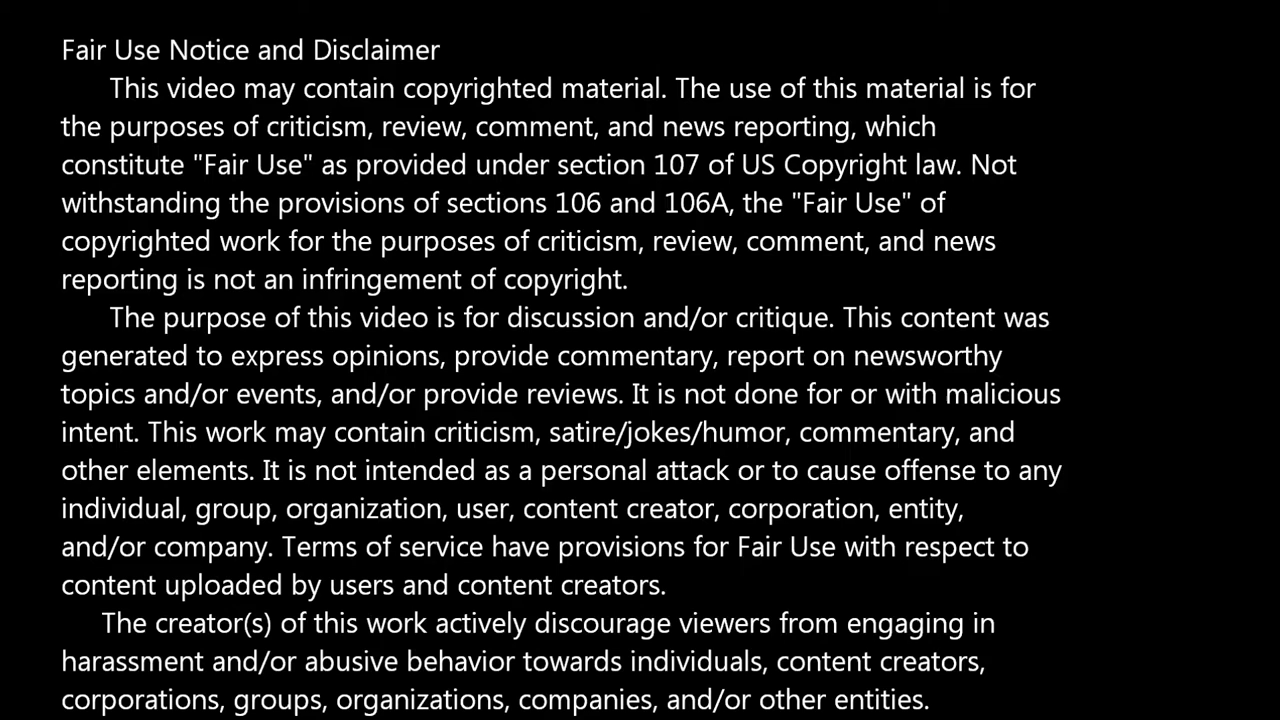 Fair Use Notice and Disclaimer
This video may contain copyrighted material. The use of this material is for
the purposes of criticism, review, comment, and news reporting, which
constitute "Fair Use" as provided under section 107 of US Copyright law. Not
withstanding the provisions of sections 106 and 106A, the "Fair Use" of
copyrighted work for the purposes of criticism, review, comment, and news
reporting is not an infringement of copyright.
The purpose of this video is for discussion and/or critique. This content was
generated to express opinions, provide commentary, report on newsworthy
topics and/or events, and/or provide reviews. It is not done for or with malicious
intent. This work may contain criticism, satire/jokes/humor, commentary, and
other elements. It is not intended as a personal attack or to cause offense to any
individual, group, organization, user, content creator, corporation, entity,
and/or company. Terms of service have provisions for Fair Use with respect to
content uploaded by users and content creators.
The creator(s) of this work actively discourage viewers from engaging in
harassment and/or abusive behavior towards individuals, content creators,
corporations, groups, organizations, companies, and/or other entities.